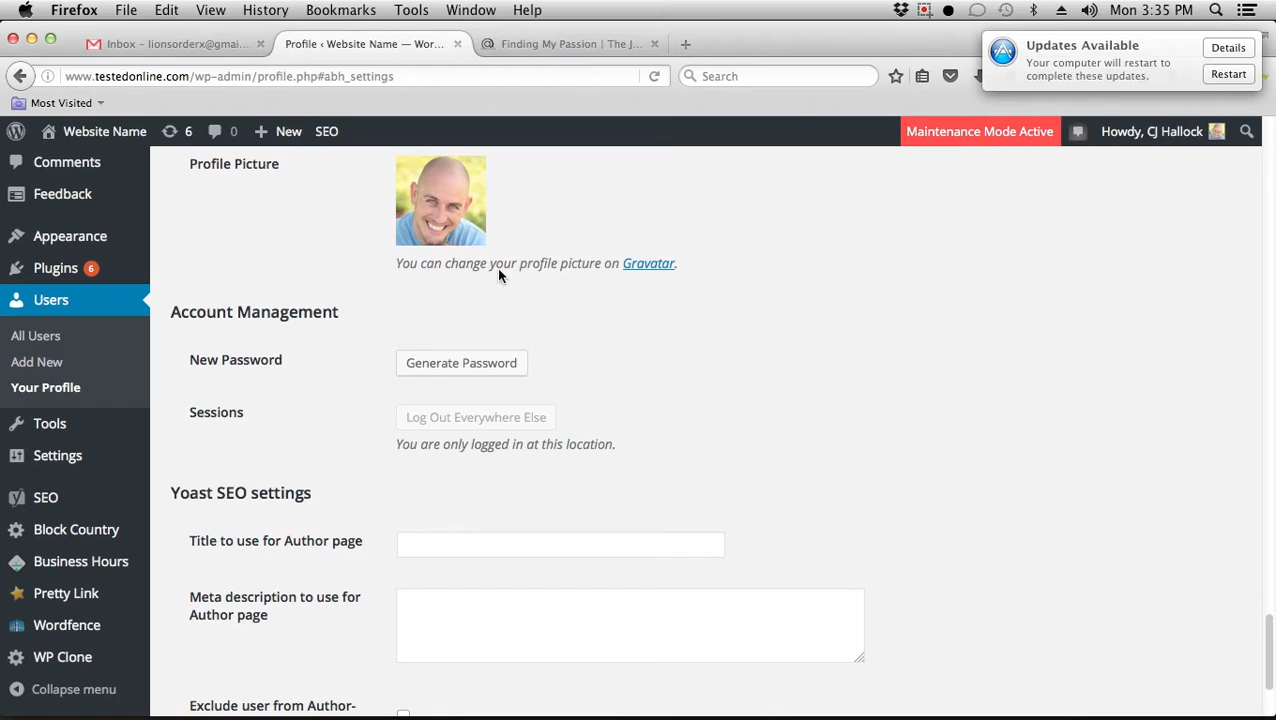 Firefox File Edit View History Bookmarks Tools Window Help Mon 3:35 PM
Inbox – lionsorderx@gmai... × Profile ‹ Website Name — Wor... × Finding My Passion | The J... × +
Updates Available Details
Your computer will restart to
complete these updates. Restart
www.testedonline.com/wp-admin/profile.php#abh_settings Search
Most Visited
Website Name 6 0 + New SEO Maintenance Mode Active Howdy, CJ Hallock
Comments
Feedback
Appearance
Plugins 6
Users
All Users
Add New
Your Profile
Tools
Settings
SEO
Block Country
Business Hours
Pretty Link
Wordfence
WP Clone
Collapse menu
Profile Picture
You can change your profile picture on Gravatar.
Account Management
New Password Generate Password
Sessions Log Out Everywhere Else
You are only logged in at this location.
Yoast SEO settings
Title to use for Author page
Meta description to use for
Author page
Exclude user from Author-